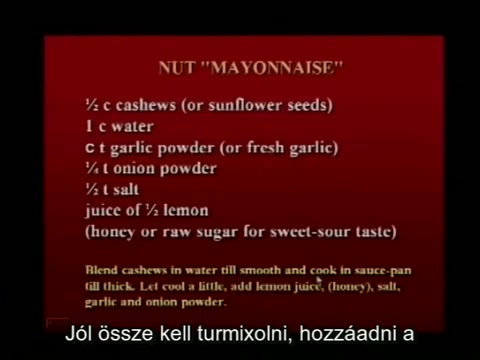 NUT "MAYONNAISE"
½ c cashews (or sunflower seeds)
1 c water
c t garlic powder (or fresh garlic)
¼ t onion powder
½ t salt
juice of ½ lemon
(honey or raw sugar for sweet-sour taste)
Blend cashews in water till smooth and cook in sauce-pan
till thick. Let cool a little, add lemon juice, (honey), salt,
garlic and onion powder.
Jól össze kell turmixolni, hozzáadni a